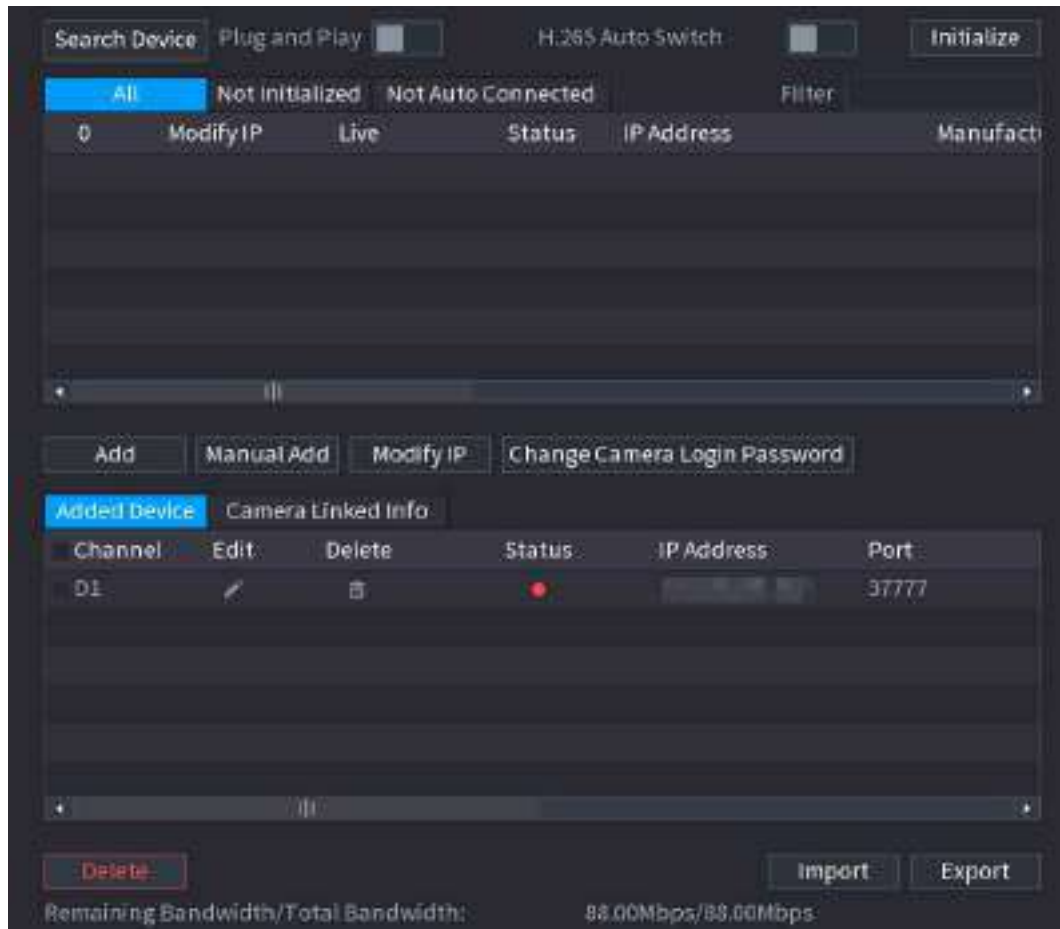 Search Device Plug and Play H.265 Auto Switch Initialize
All Not Initialized Not Auto Connected Filter
0 Modify IP Live Status IP Address Manufact
Add Manual Add Modify IP Change Camera Login Password
Added Device Camera Linked Info
Channel Edit Delete Status IP Address Port
D1 37777
Delete Import Export
Remaining Bandwidth/Total Bandwidth: 88.00Mbps/88.00Mbps